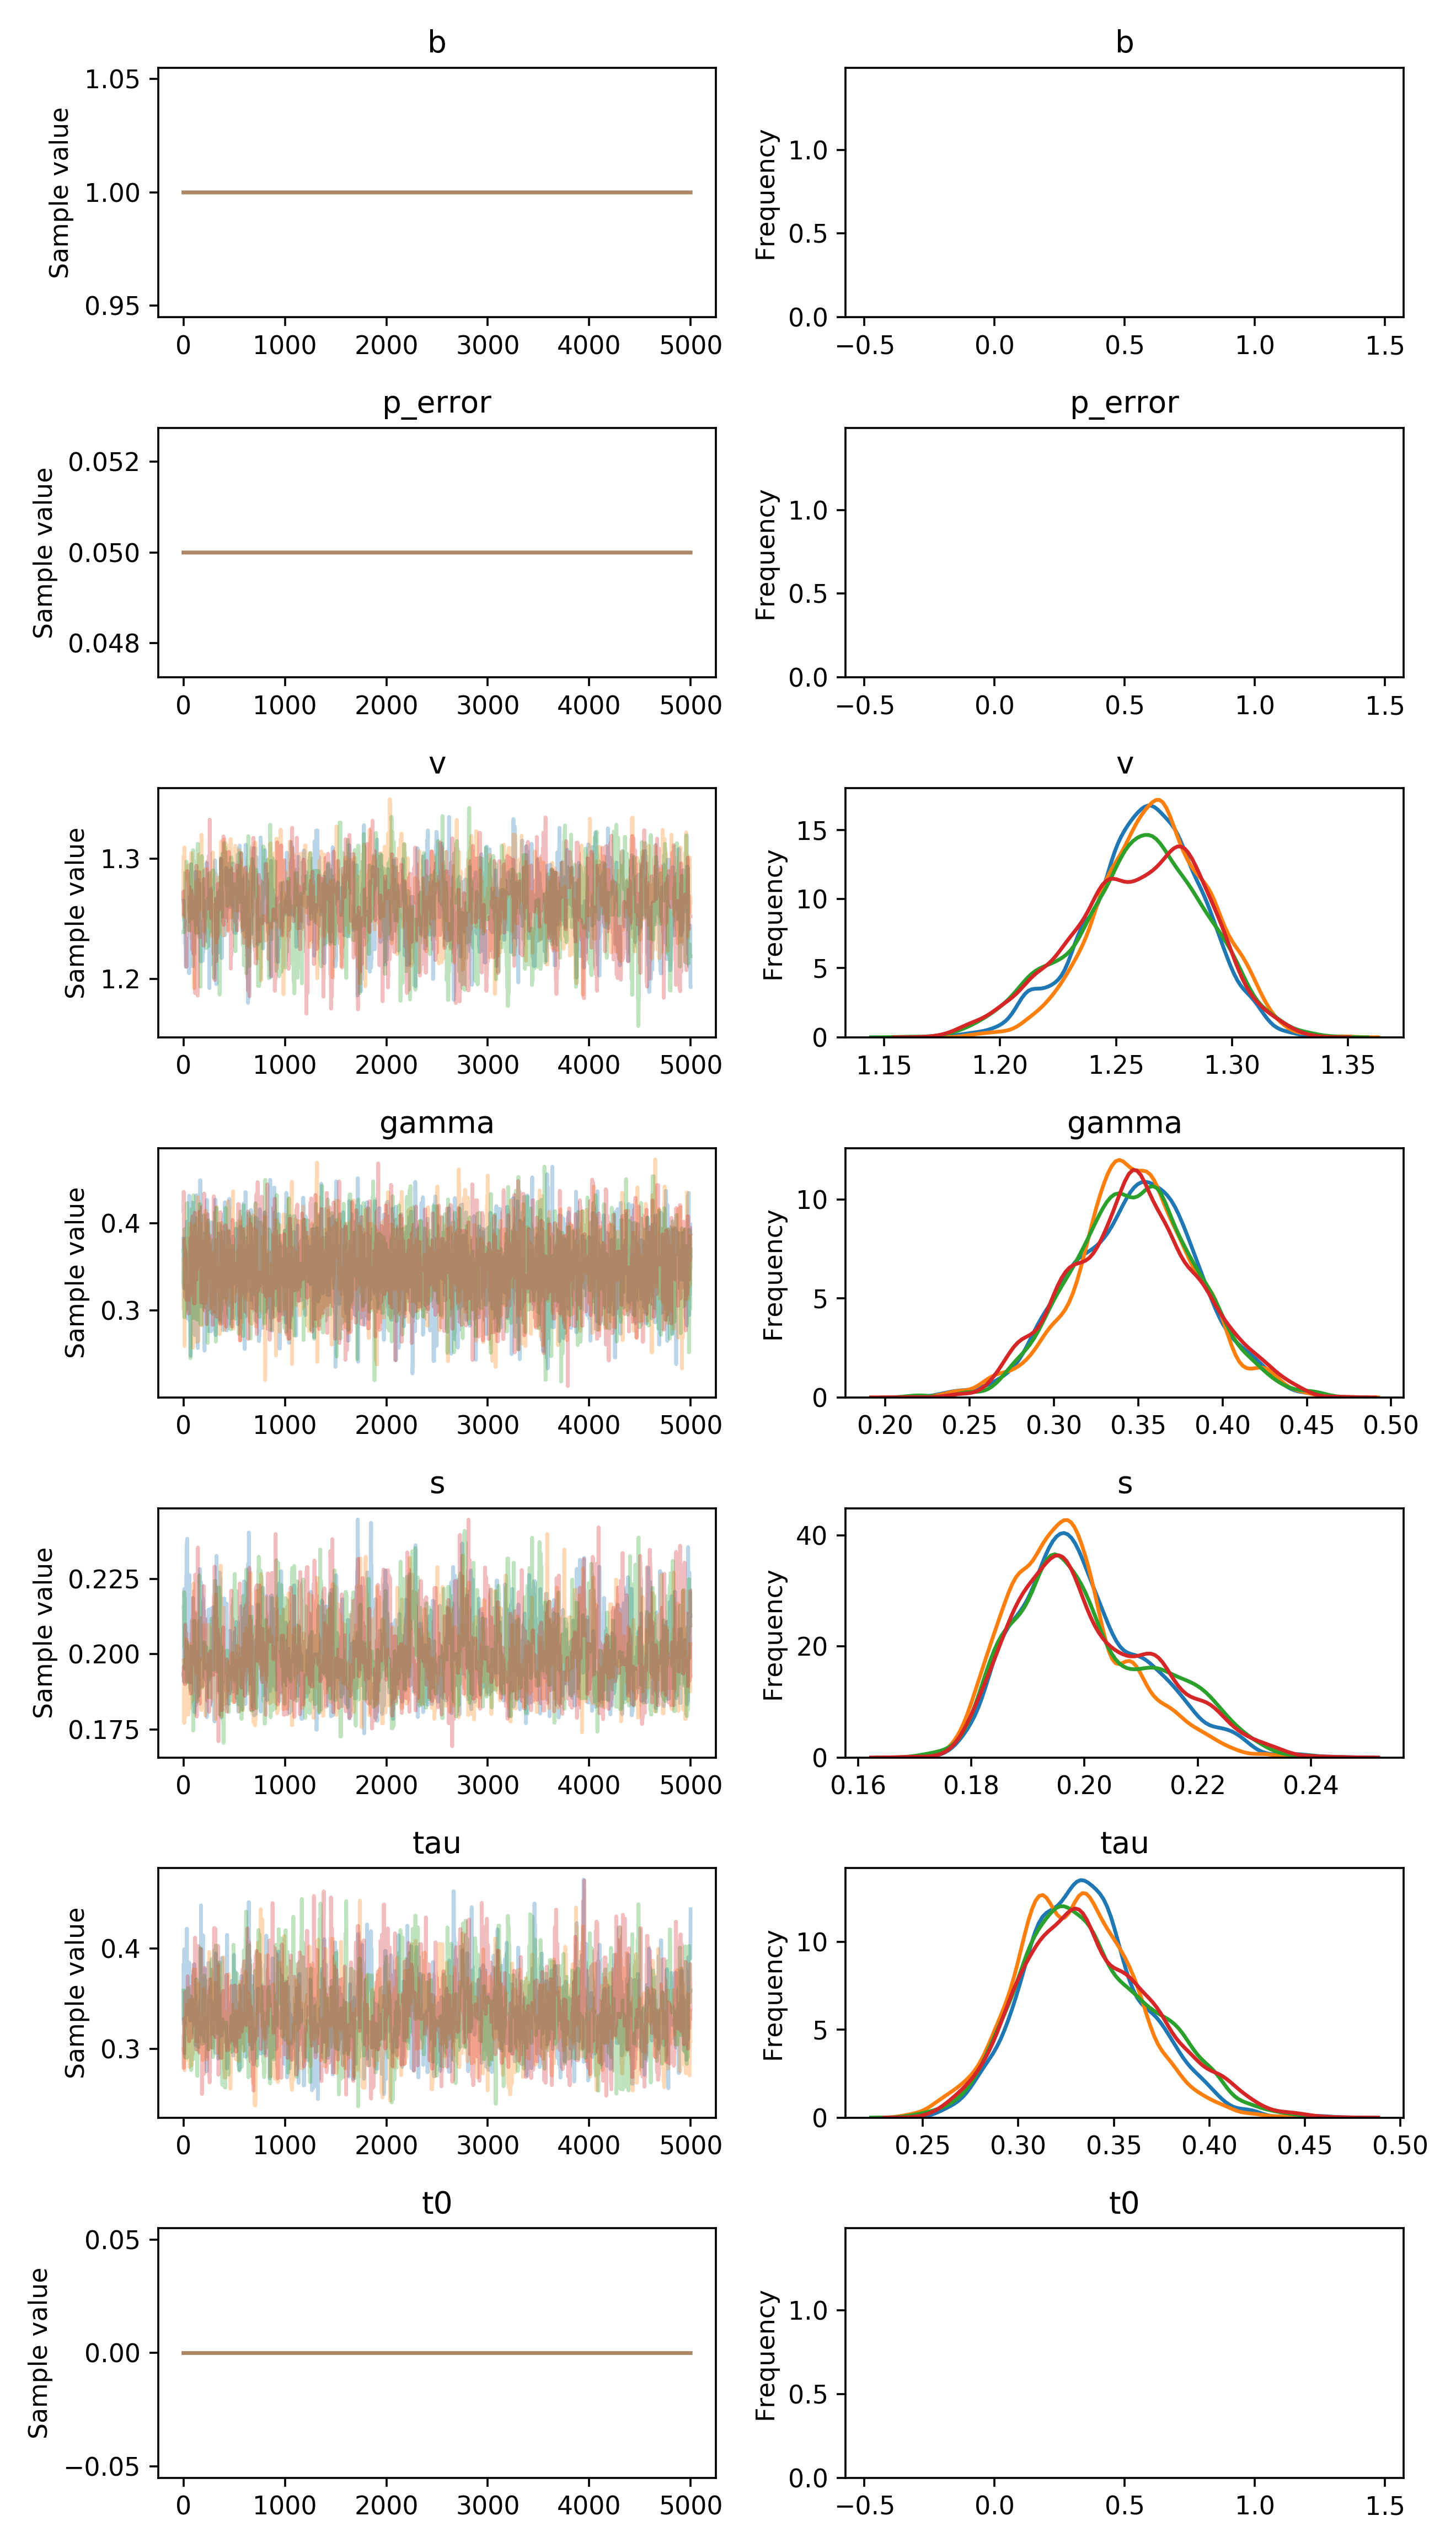 b
b
1.05
1.00
0.95
Sample value
0 1000 2000 3000 4000 5000
1.0
0.5
0.0
Frequency
−0.5 0.0 0.5 1.0 1.5
p_error
p_error
0.052
0.050
0.048
Sample value
0 1000 2000 3000 4000 5000
1.0
0.5
0.0
Frequency
−0.5 0.0 0.5 1.0 1.5
v
v
1.3
1.2
Sample value
0 1000 2000 3000 4000 5000
15
10
5
0
Frequency
1.15 1.20 1.25 1.30 1.35
gamma
gamma
0.4
0.3
Sample value
0 1000 2000 3000 4000 5000
10
5
0
Frequency
0.20 0.25 0.30 0.35 0.40 0.45 0.50
s
s
0.225
0.200
0.175
Sample value
0 1000 2000 3000 4000 5000
40
20
0
Frequency
0.16 0.18 0.20 0.22 0.24
tau
tau
0.4
0.3
Sample value
0 1000 2000 3000 4000 5000
10
5
0
Frequency
0.25 0.30 0.35 0.40 0.45 0.50
t0
t0
0.05
0.00
−0.05
Sample value
0 1000 2000 3000 4000 5000
1.0
0.5
0.0
Frequency
−0.5 0.0 0.5 1.0 1.5